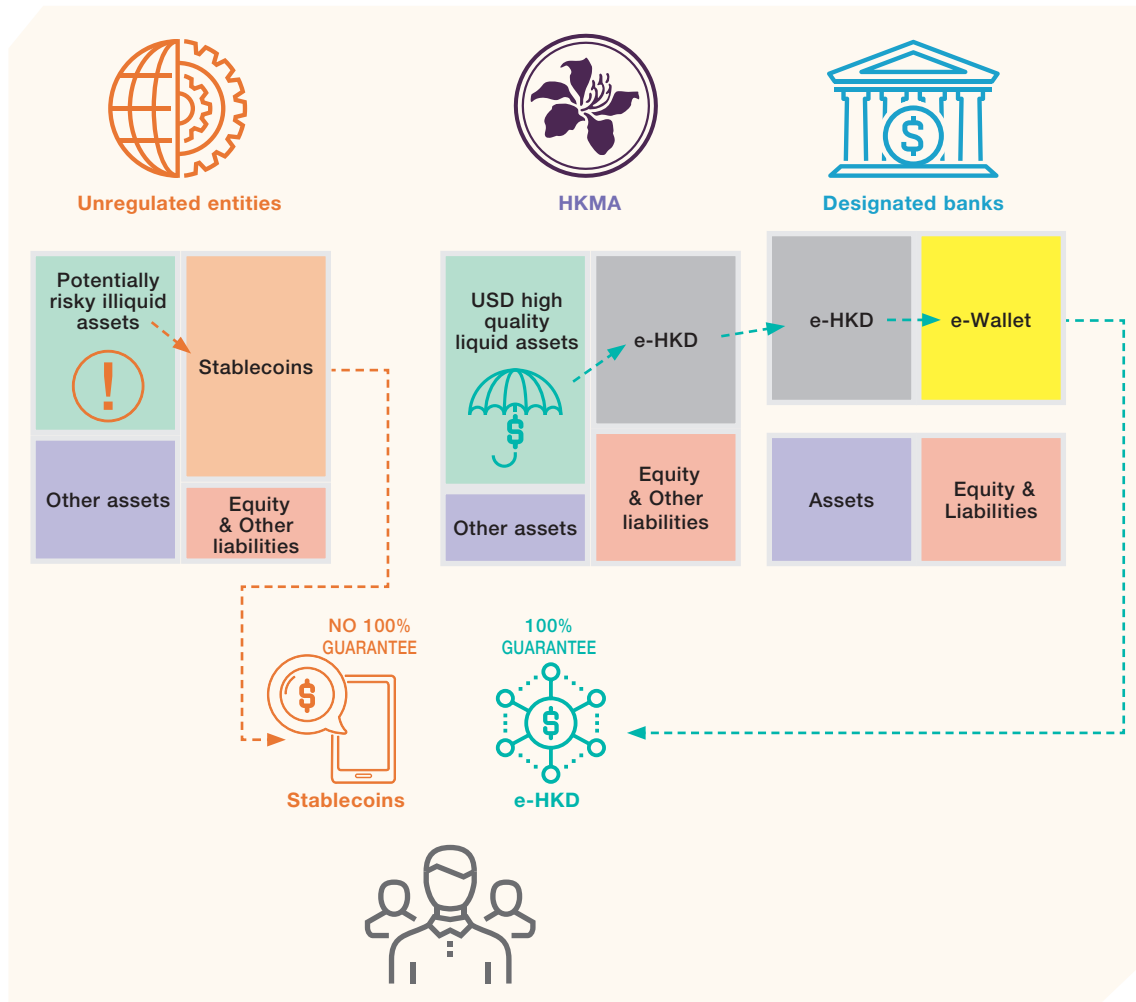 Unregulated entities
HKMA
Designated banks
Potentially
risky illiquid
assets
!
Stablecoins
Other assets
Equity
& Other
liabilities
USD high
quality
liquid assets
$
e-HKD
Other assets
Equity
& Other
liabilities
$
e-HKD
e-Wallet
Assets
Equity &
Liabilities
NO 100%
GUARANTEE
$
Stablecoins
100%
GUARANTEE
$
e-HKD